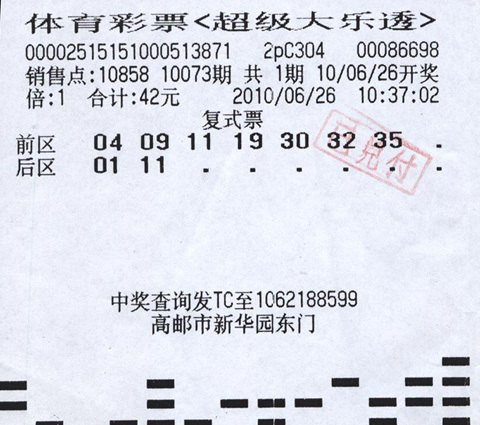 体育彩票<超级大乐透>
00002515151000513871 2pC304 00086698
销售点:10858 10073期 共 1期 10/06/26开奖
倍:1 合计:42元 2010/06/26 10:37:02
复式票
前区 04 09 11 19 30 32 35 .
后区 01 11 . . . . . .
已兑付
中奖查询发TC至1062188599
高邮市新华园东门